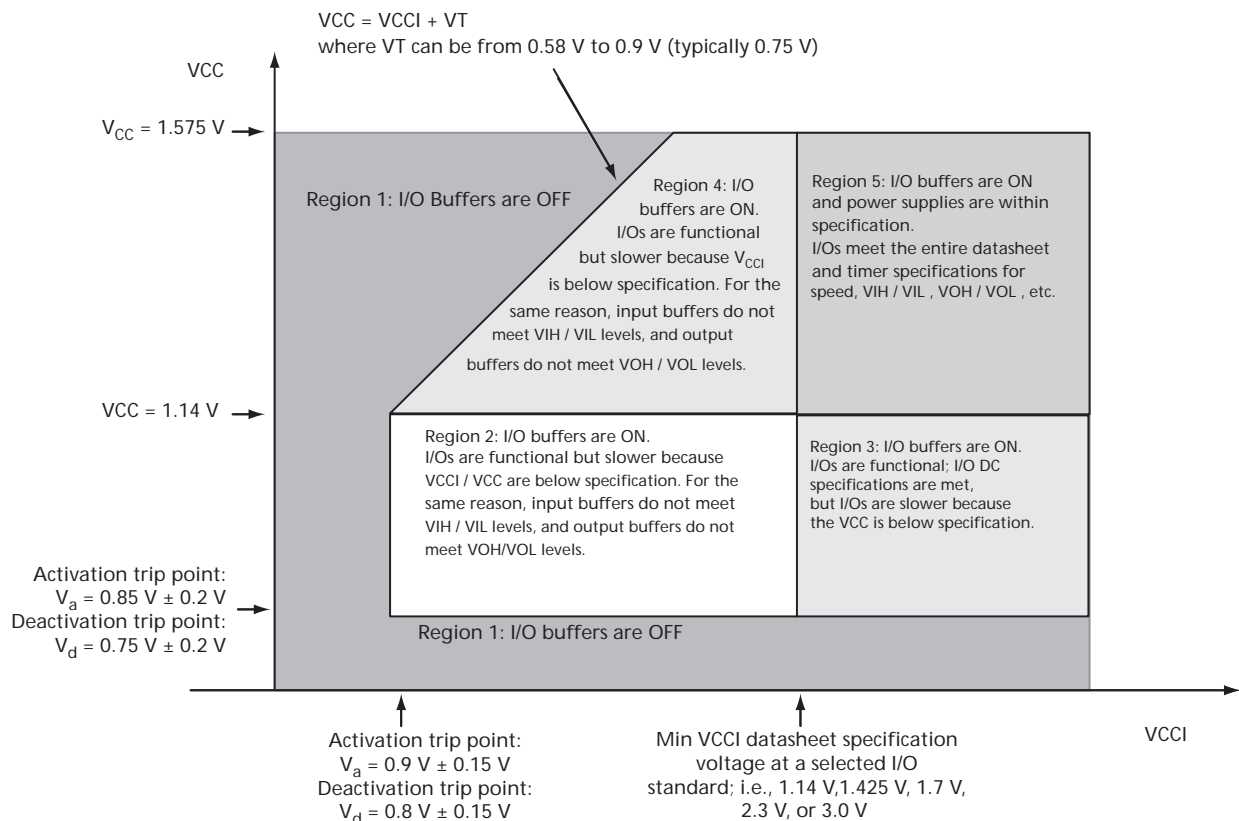 VCC = VCCI + VT
where VT can be from 0.58 V to 0.9 V (typically 0.75 V)
VCC
VCC = 1.575 V
Region 1: I/O Buffers are OFF
Region 4: I/O
buffers are ON.
I/Os are functional
but slower because VCCI
is below specification. For the
same reason, input buffers do not
meet VIH / VIL levels, and output
buffers do not meet VOH / VOL levels.
Region 5: I/O buffers are ON
and power supplies are within
specification.
I/Os meet the entire datasheet
and timer specifications for
speed, VIH / VIL , VOH / VOL , etc.
VCC = 1.14 V
Region 2: I/O buffers are ON.
I/Os are functional but slower because
VCCI / VCC are below specification. For the
same reason, input buffers do not meet
VIH / VIL levels, and output buffers do not
meet VOH/VOL levels.
Region 3: I/O buffers are ON.
I/Os are functional; I/O DC
specifications are met,
but I/Os are slower because
the VCC is below specification.
Activation trip point:
Va = 0.85 V ± 0.2 V
Deactivation trip point:
Vd = 0.75 V ± 0.2 V
Region 1: I/O buffers are OFF
Activation trip point:
Va = 0.9 V ± 0.15 V
Deactivation trip point:
Vd = 0.8 V ± 0.15 V
Min VCCI datasheet specification
voltage at a selected I/O
standard; i.e., 1.14 V,1.425 V, 1.7 V,
2.3 V, or 3.0 V
VCCI